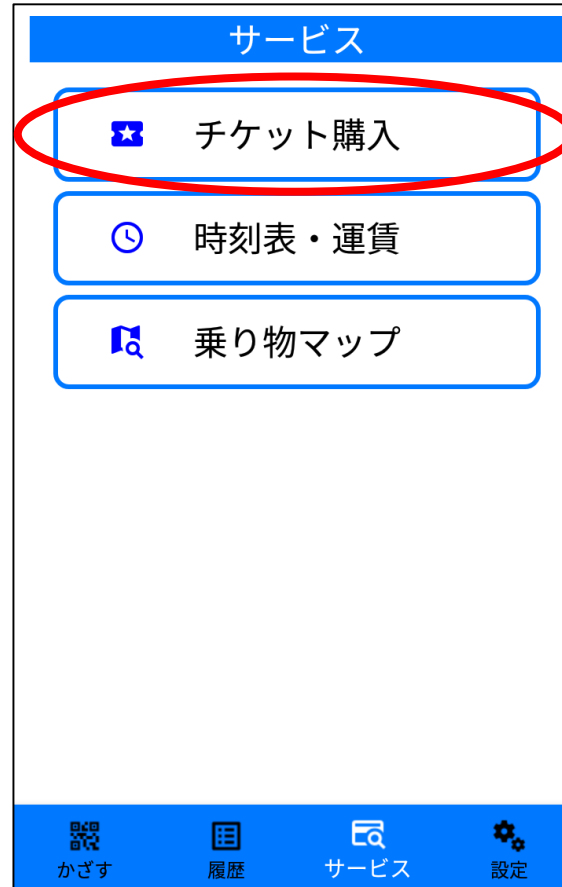 サービス
チケット購入
時刻表・運賃
乗り物マップ
かざす
履歴
サービス
設定